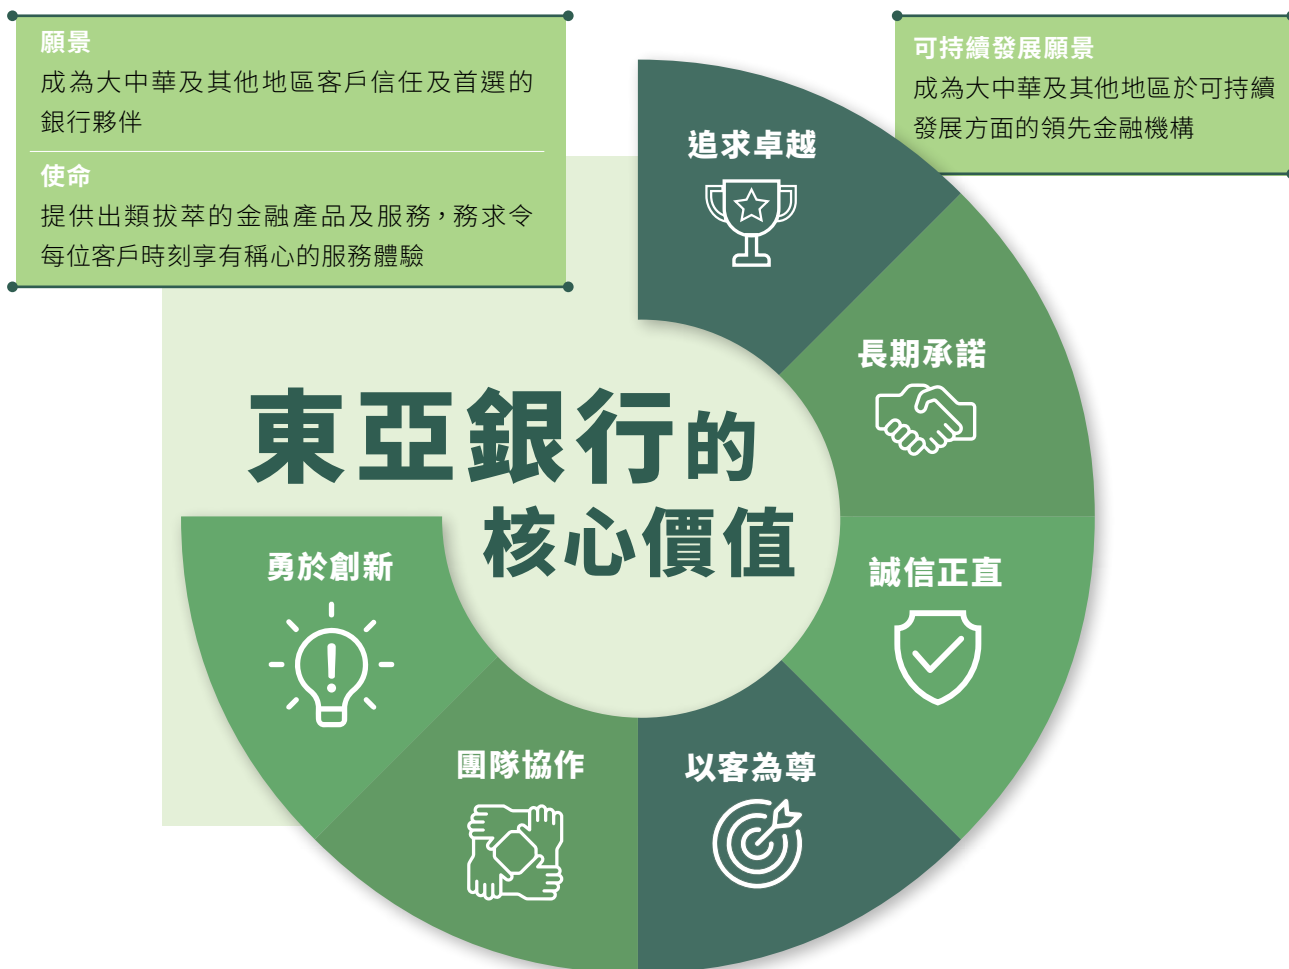 願景
成為大中華及其他地區客戶信任及首選的
銀行夥伴
使命
提供出類拔萃的金融產品及服務，務求令
每位客戶時刻享有稱心的服務體驗
可持續發展願景
成為大中華及其他地區於可持續
發展方面的領先金融機構
東亞銀行的
核心價值
追求卓越
長期承諾
誠信正直
以客為尊
團隊協作
勇於創新